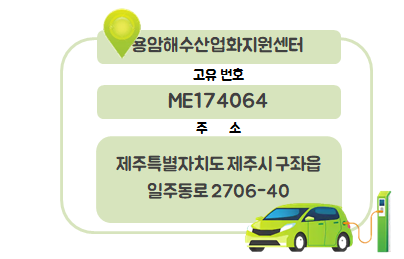 용암해수산업화지원센터
고유 번호
ME174064
주 소
제주특별자치도 제주시 구좌읍
일주동로 2706-40